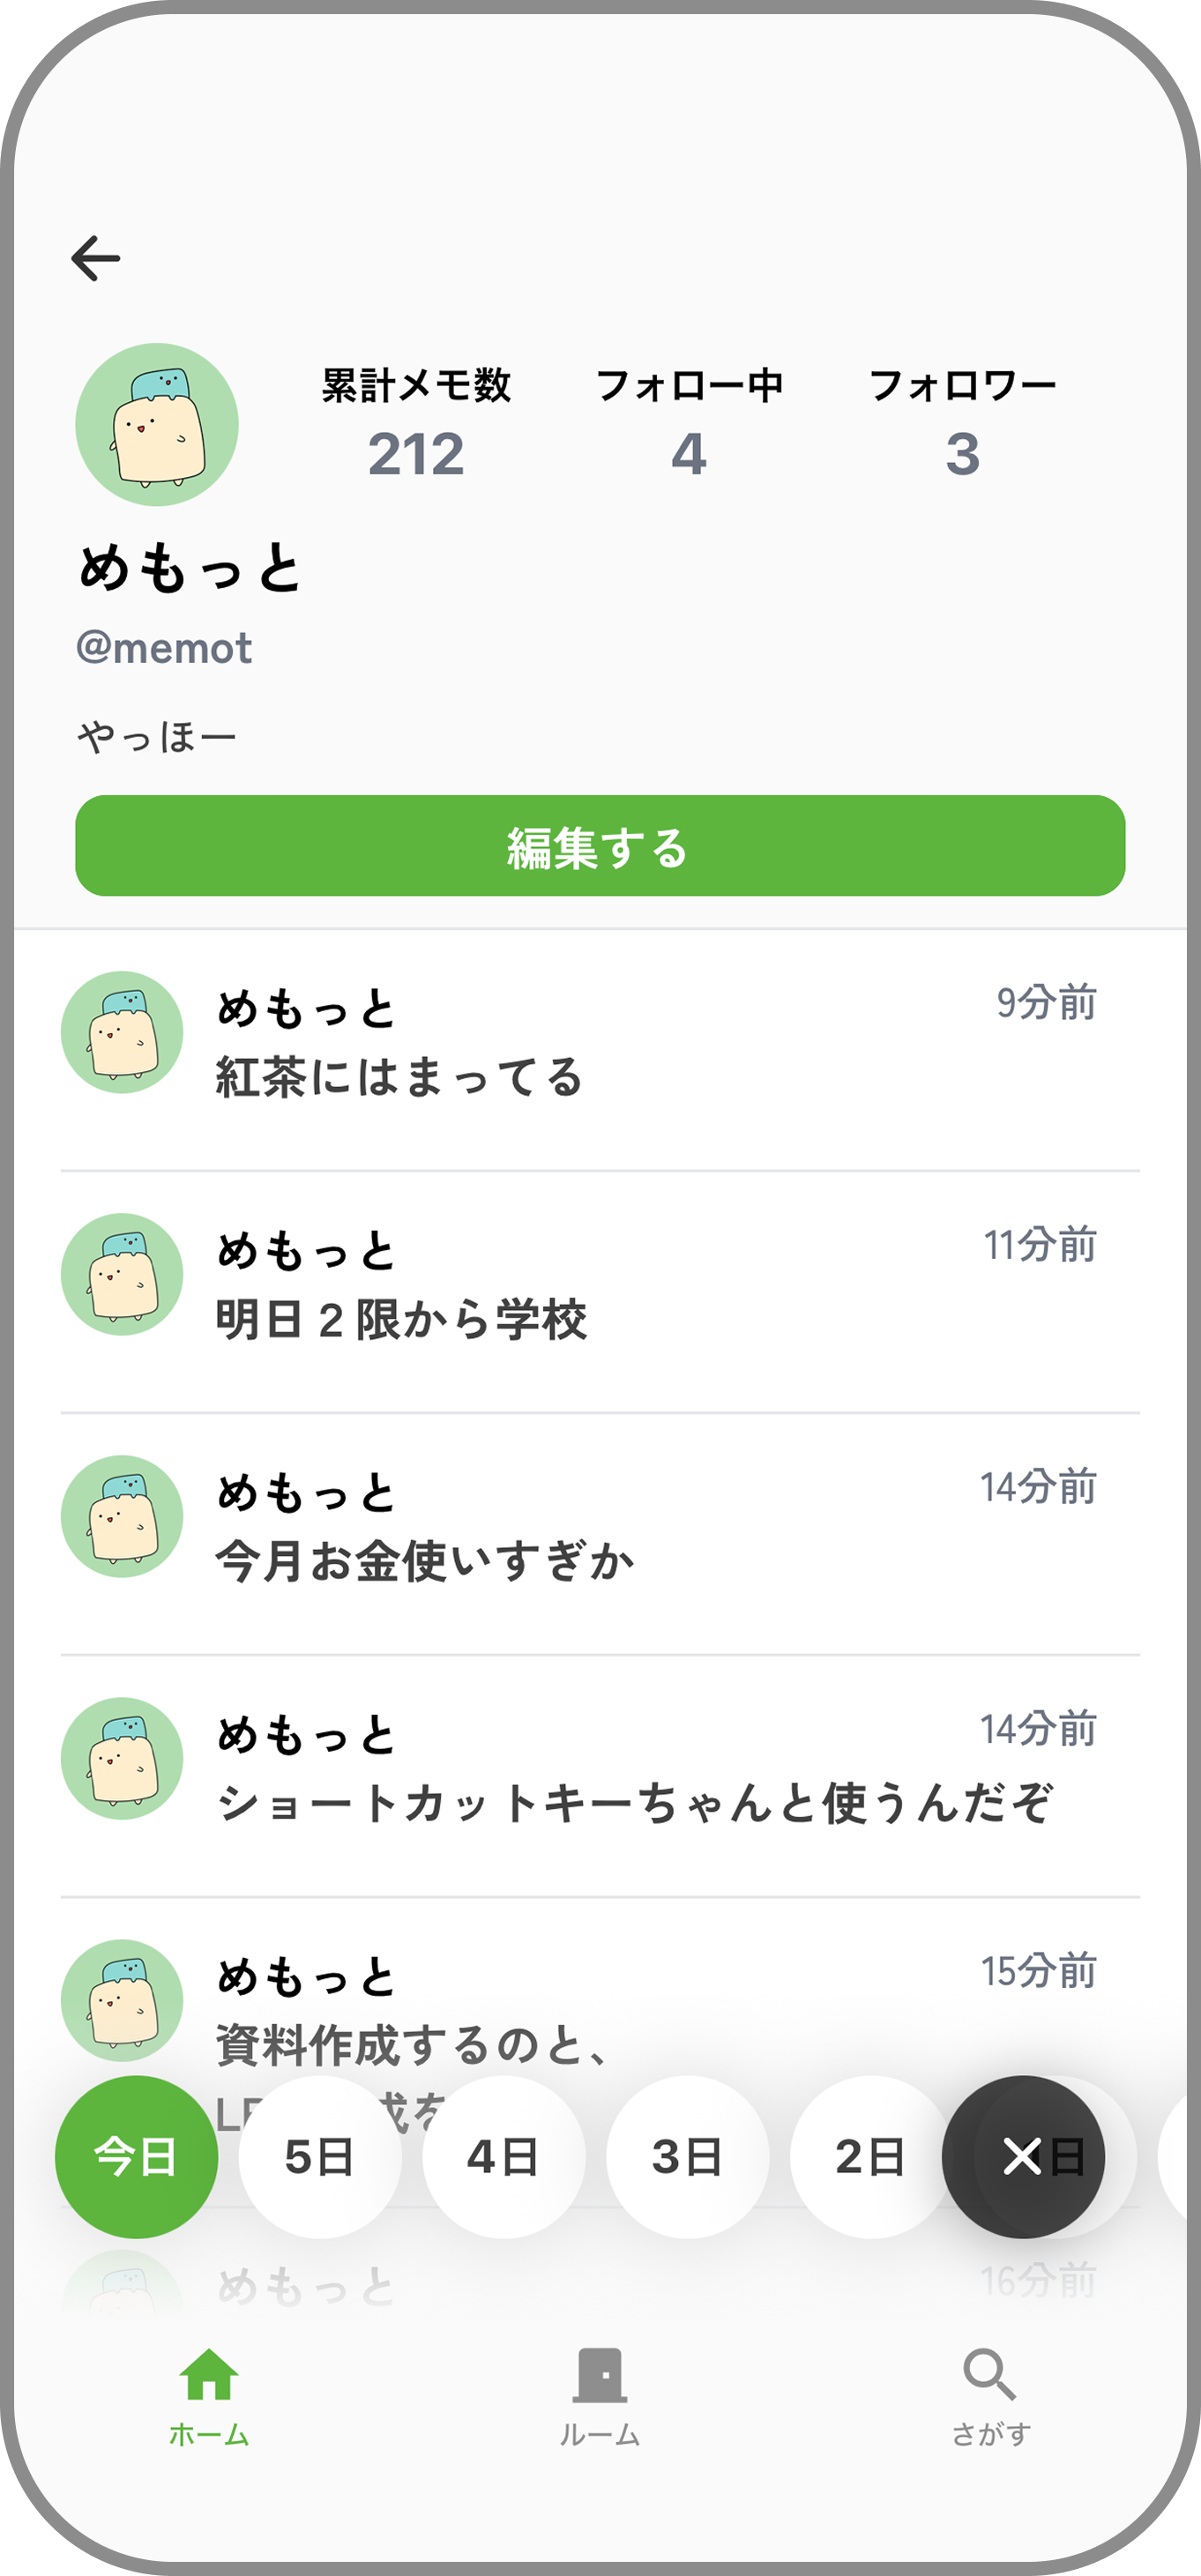 累計メモ数 フォロー中 フォロワー
212 4 3
めもっと
@memot
やっほー
編集する
めもっと 9分前
紅茶にはまってる
めもっと 11分前
明日２限から学校
めもっと 14分前
今月お金使いすぎか
めもっと 14分前
ショートカットキーちゃんと使うんだぞ
めもっと 15分前
資料作成するのと、
今日 5日 4日 3日 2日 日
めもっと 16分前
ホーム ルーム さがす